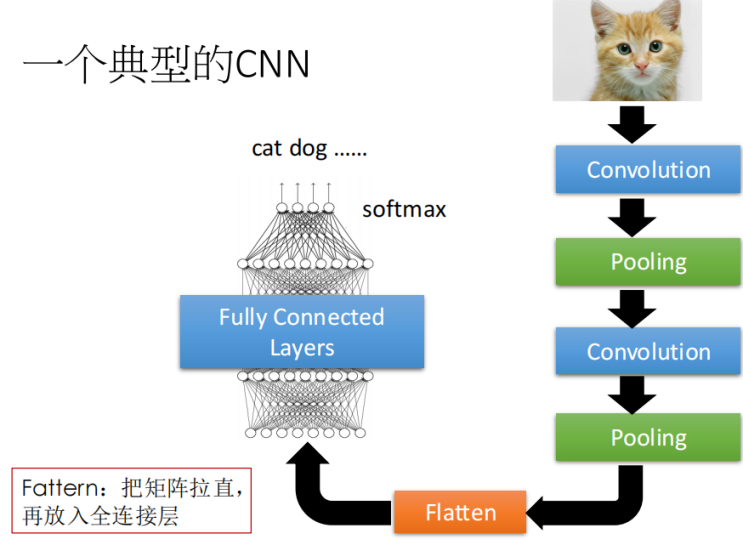 一个典型的CNN
cat dog ......
softmax
Convolution
Pooling
Convolution
Pooling
Flatten
Fully Connected
Layers
Fattern：把矩阵拉直，
再放入全连接层